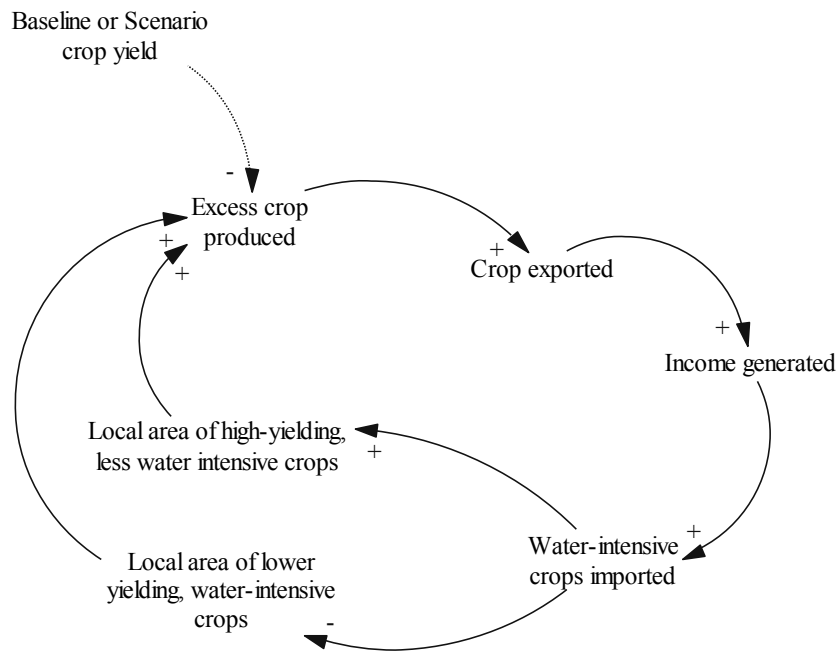 Baseline or Scenario
crop yield
-
Excess crop
produced
+
+
+
Crop exported
+
Income generated
Local area of high-yielding,
less water intensive crops
+
+
Water-intensive
crops imported
Local area of lower
yielding, water-intensive
crops
-